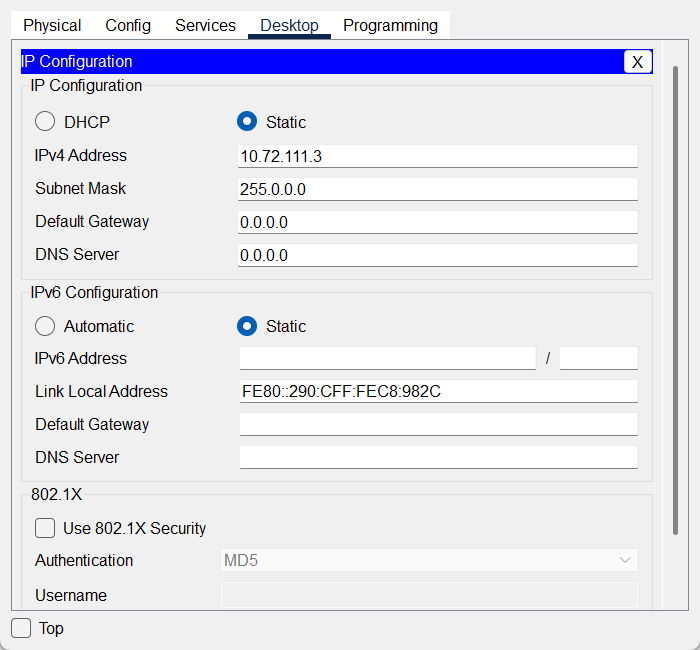 Physical Config Services Desktop Programming
IP Configuration X
IP Configuration
DHCP Static
IPv4 Address 10.72.111.3
Subnet Mask 255.0.0.0
Default Gateway 0.0.0.0
DNS Server 0.0.0.0
IPv6 Configuration
Automatic Static
IPv6 Address /
Link Local Address FE80::290:CFF:FEC8:982C
Default Gateway
DNS Server
802.1X
Use 802.1X Security
Authentication MD5
Username
Top